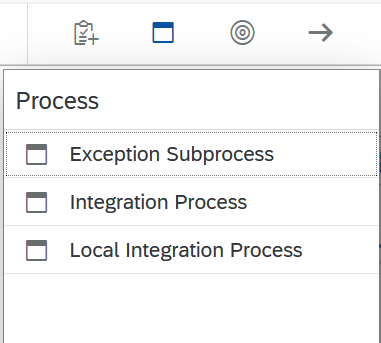 Process
Exception Subprocess
Integration Process
Local Integration Process